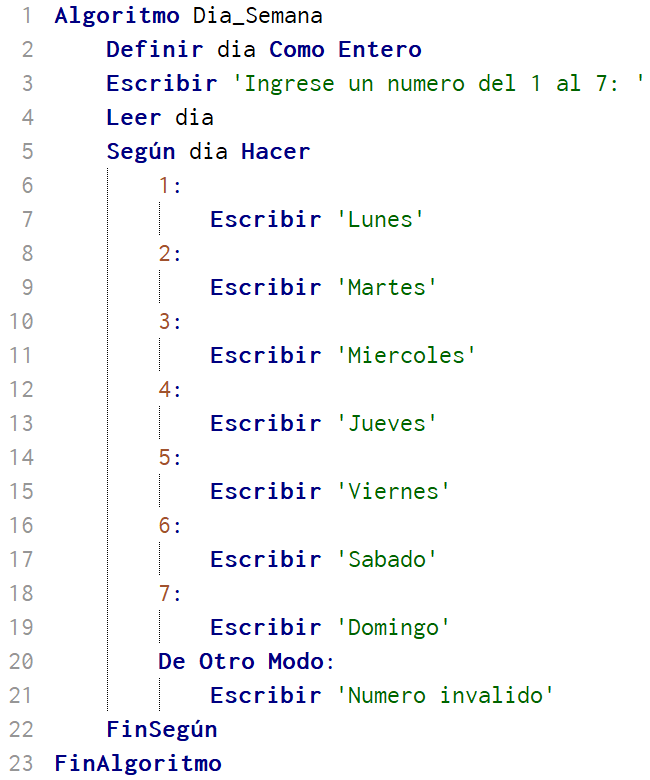 1 Algoritmo Dia_Semana
2 Definir dia Como Entero
3 Escribir 'Ingrese un numero del 1 al 7: '
4 Leer dia
5 Según dia Hacer
6 1:
7 Escribir 'Lunes'
8 2:
9 Escribir 'Martes'
10 3:
11 Escribir 'Miercoles'
12 4:
13 Escribir 'Jueves'
14 5:
15 Escribir 'Viernes'
16 6:
17 Escribir 'Sabado'
18 7:
19 Escribir 'Domingo'
20 De Otro Modo:
21 Escribir 'Numero invalido'
22 FinSegún
23 FinAlgoritmo